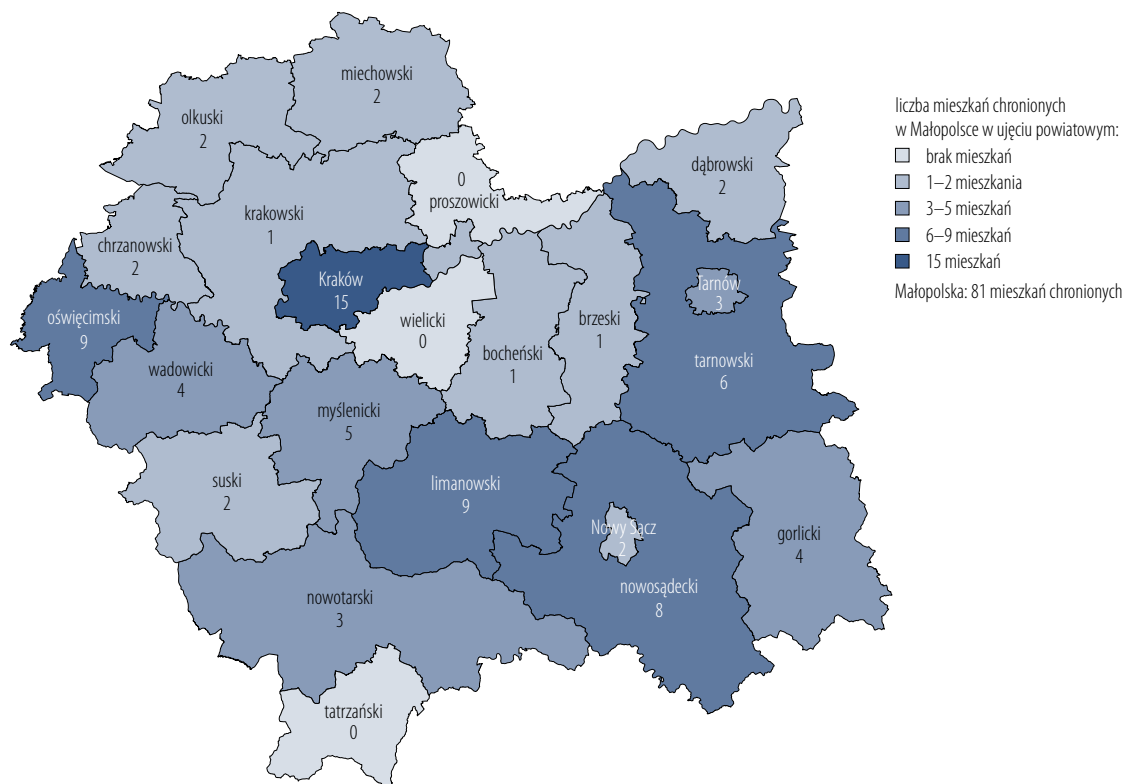 miechowski
2
olkuski
2
liczba mieszkań chronionych
w Małopolsce w ujęciu powiatowym:
brak mieszkań
1–2 mieszkania
3–5 mieszkań
6–9 mieszkań
15 mieszkań
Małopolska: 81 mieszkań chronionych
dąbrowski
2
0
proszowicki
krakowski
1
chrzanowski
2
Kraków
15
Tarnów
3
oświęcimski
9
wielicki
0
brzeski
1
bocheński
1
tarnowski
6
wadowicki
4
myślenicki
5
suski
2
limanowski
9
Nowy Sącz
2
gorlicki
4
nowosądecki
8
nowotarski
3
tatrzański
0